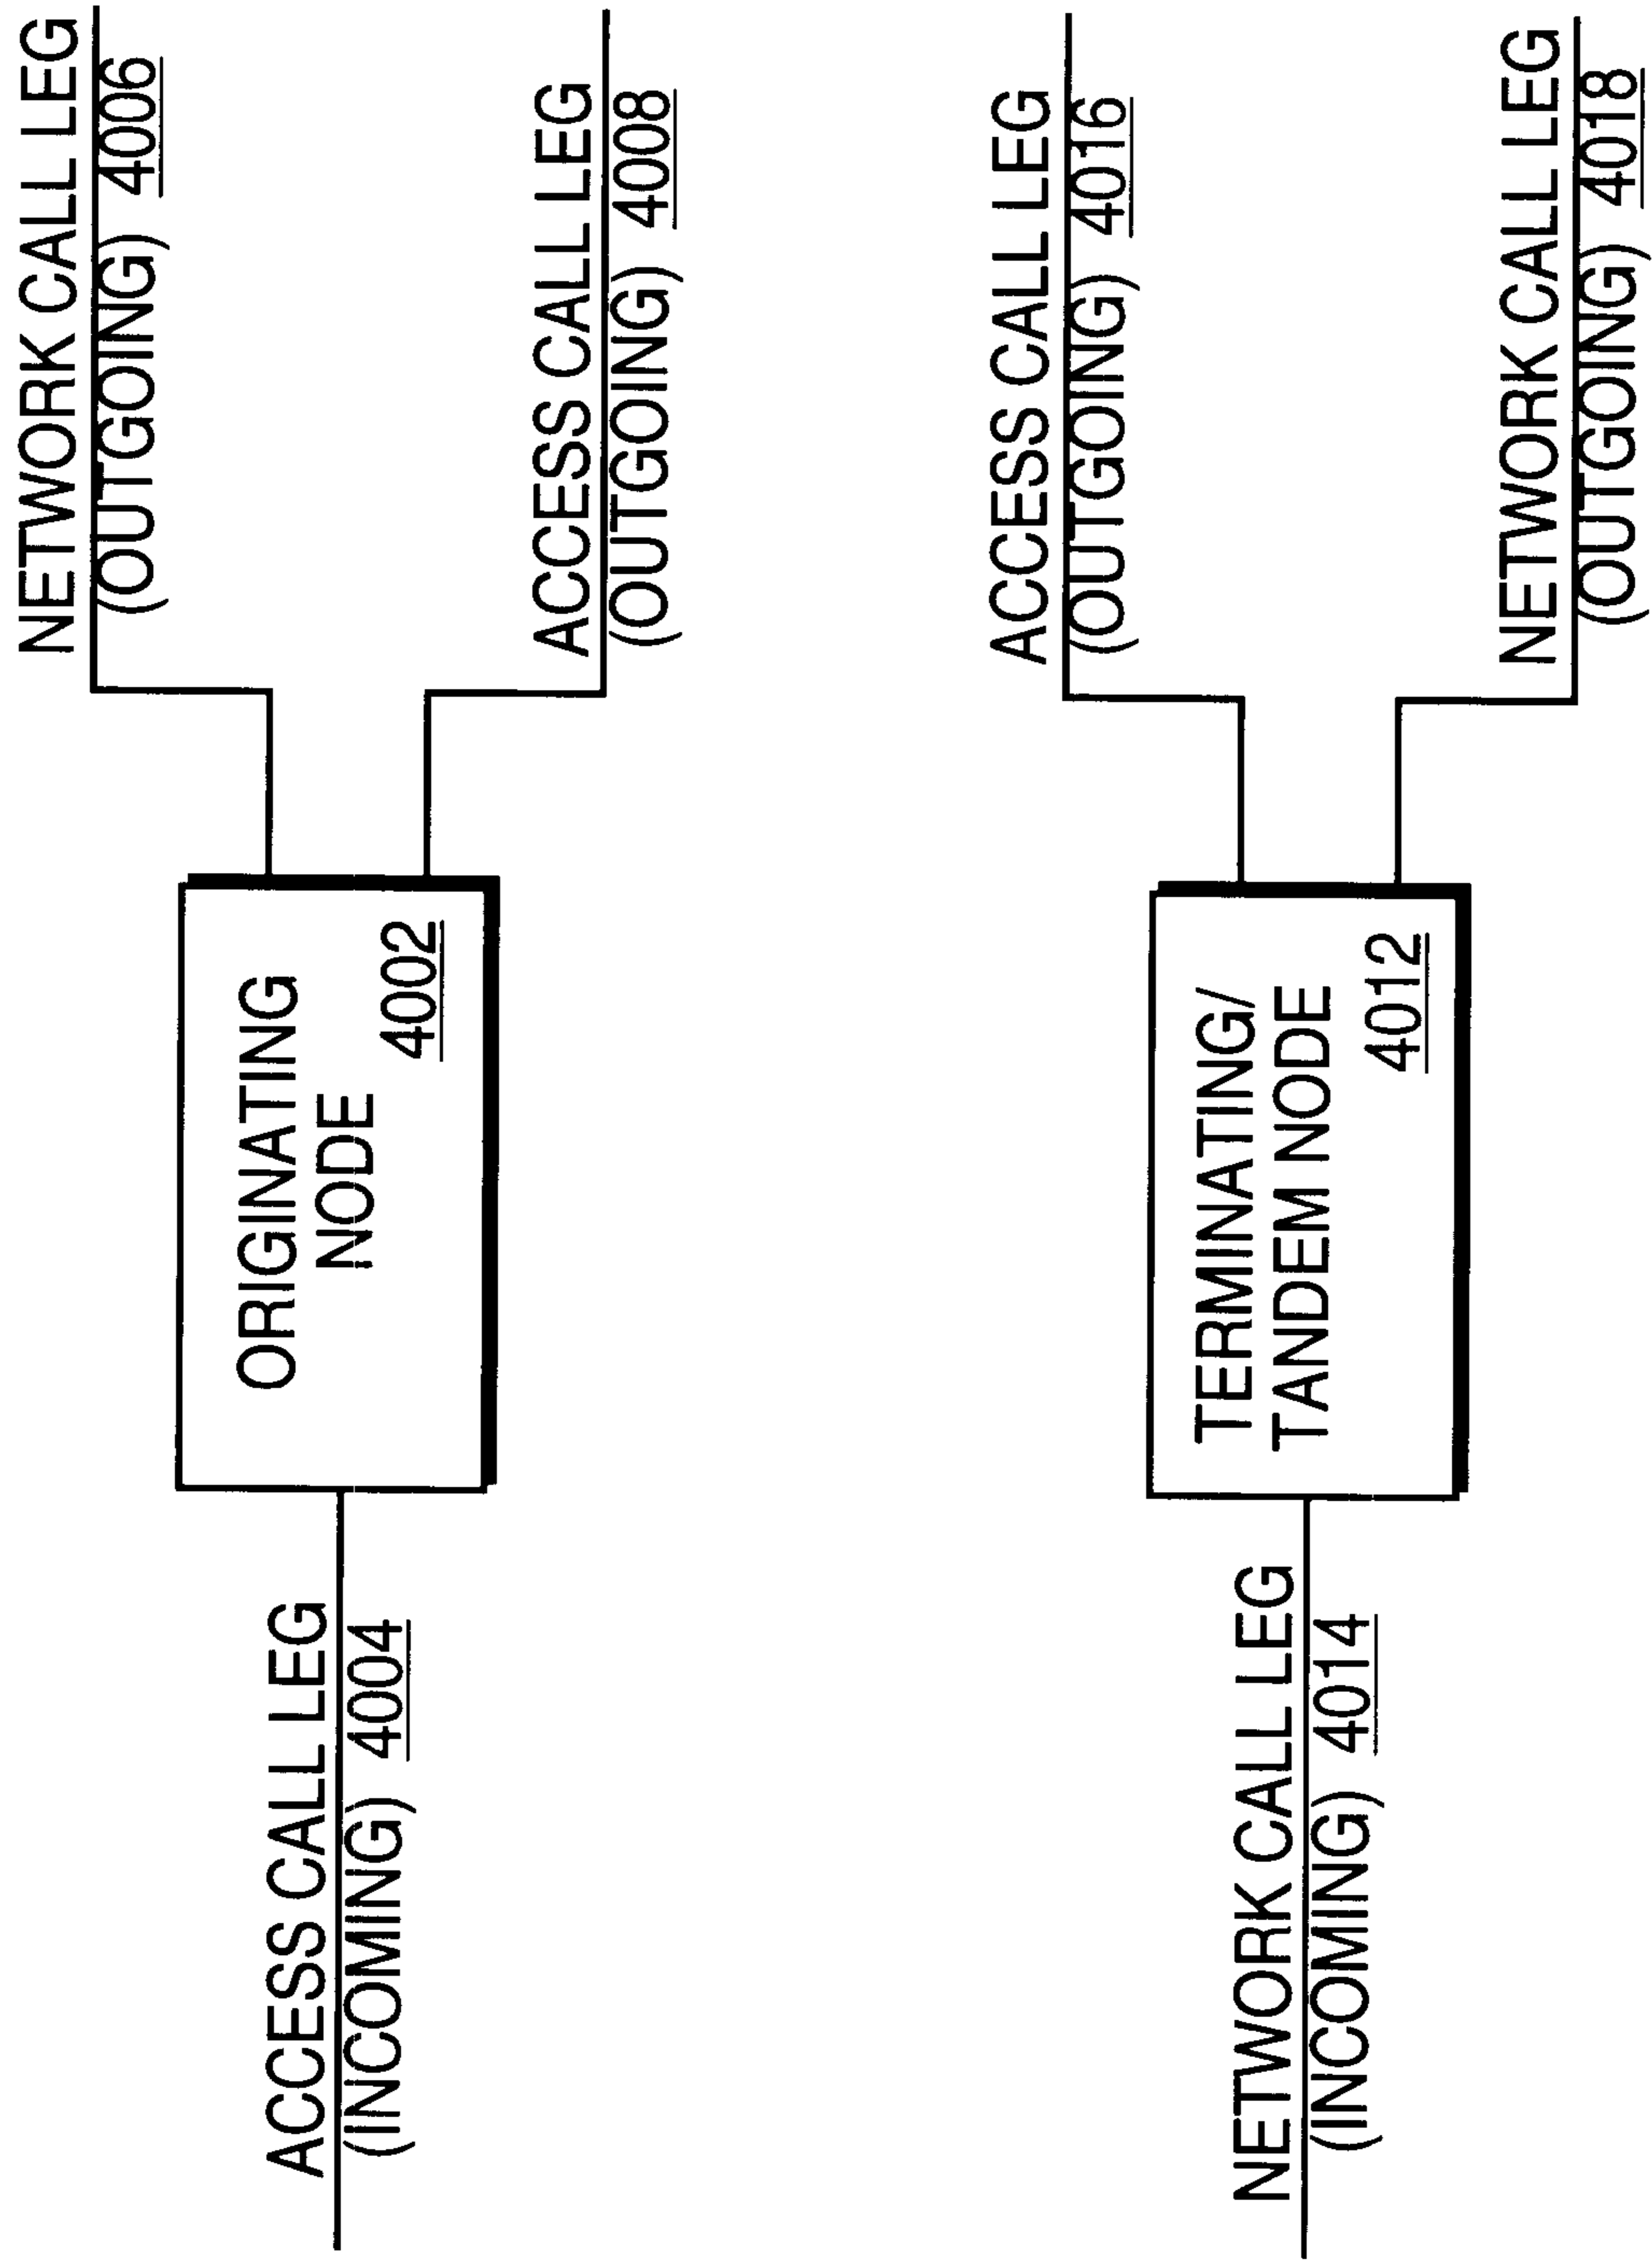 ACCESS CALL LEG
(INCOMING) 4004
ORIGINATING
NODE
4002
NETWORK CALL LEG
(OUTGOING) 4006
ACCESS CALL LEG
(OUTGOING) 4008
NETWORK CALL LEG
(INCOMING) 4014
TERMINATING/
TANDEM NODE
4012
ACCESS CALL LEG
(OUTGOING) 4016
NETWORK CALL LEG
(OUTGOING) 4018